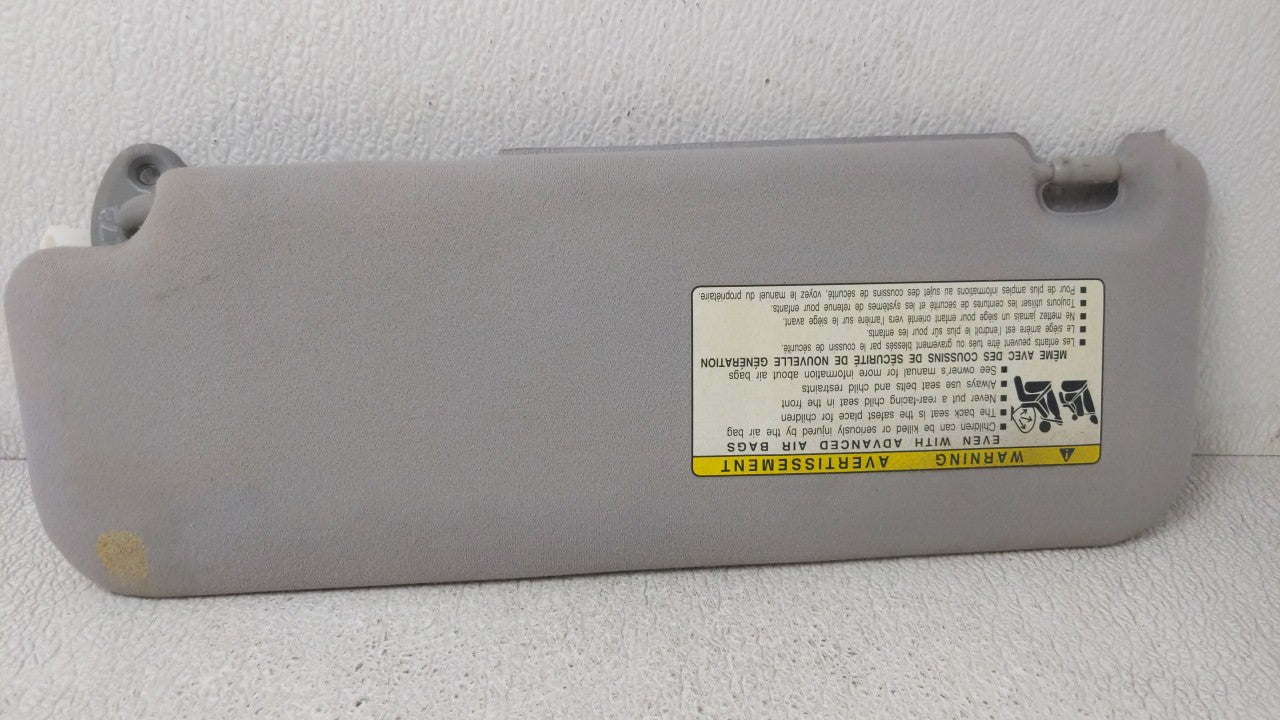 WARNING AVERTISSEMENT
EVEN WITH ADVANCED AIR BAGS
■ Children can be killed or seriously injured by the air bag
■ The back seat is the safest place for children
■ Never put a rear-facing child seat in the front
■ Always use seat belts and child restraints
■ See owner's manual for more information about air bags
MÊME AVEC DES COUSSINS DE SÉCURITÉ DE NOUVELLE GÉNÉRATION
■ Les enfants peuvent être tués ou gravement blessés par le coussin de sécurité.
■ Le siège arrière est l'endroit le plus sûr pour les enfants.
■ Ne mettez jamais un siège pour enfant orienté vers l'arrière sur le siège avant.
■ Toujours utiliser les ceintures de sécurité et les systèmes de retenue pour enfants.
■ Pour de plus amples informations au sujet des coussins de sécurité, voyez le manuel du propriétaire.